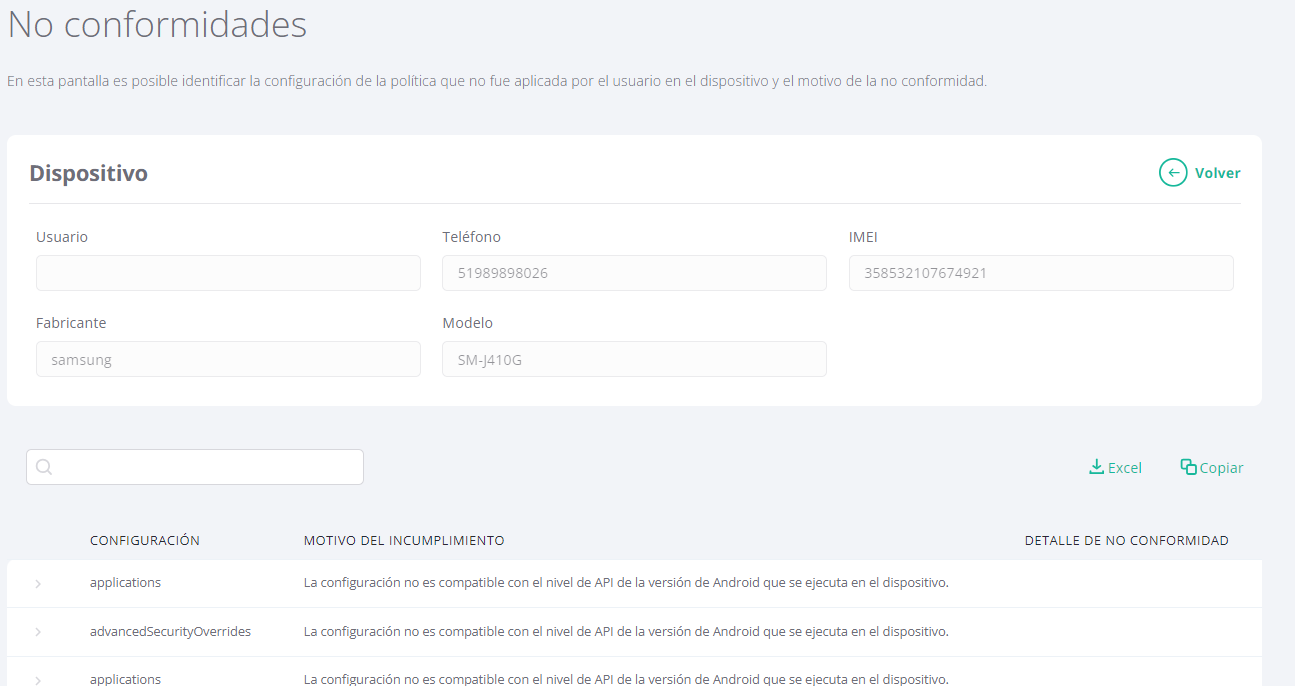 No conformidades
En esta pantalla es posible identificar la configuración de la política que no fue aplicada por el usuario en el dispositivo y el motivo de la no conformidad.
Dispositivo
Volver
Usuario
Teléfono
IMEI
51989898026
358532107674921
Fabricante
Modelo
samsung
SM-J410G
Excel
Copiar
CONFIGURACIÓN
MOTIVO DEL INCUMPLIMIENTO
DETALLE DE NO CONFORMIDAD
applications
La configuración no es compatible con el nivel de API de la versión de Android que se ejecuta en el dispositivo.
advancedSecurityOverrides
La configuración no es compatible con el nivel de API de la versión de Android que se ejecuta en el dispositivo.
applications
La configuración no es compatible con el nivel de API de la versión de Android que se ejecuta en el dispositivo.